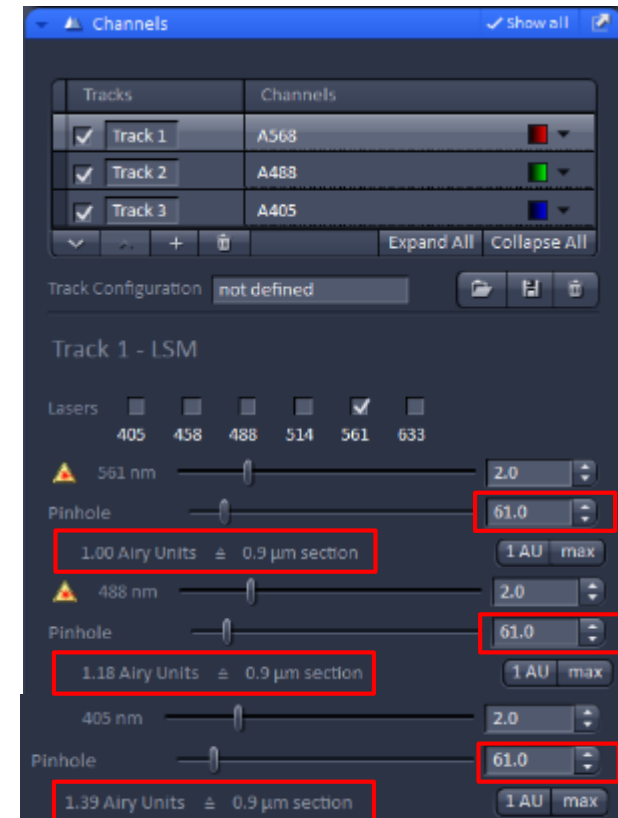 Channels Show all
Tracks Channels
Track 1 A568
Track 2 A488
Track 3 A405
+ Expand All Collapse All
Track Configuration not defined
Track 1 - LSM
Lasers
405 458 488 514 561 633
561 nm 2.0
Pinhole 61.0
1.00 Airy Units ≙ 0.9 µm section 1 AU max
488 nm 2.0
Pinhole 61.0
1.18 Airy Units ≙ 0.9 µm section 1 AU max
405 nm 2.0
Pinhole 61.0
1.39 Airy Units ≙ 0.9 µm section 1 AU max